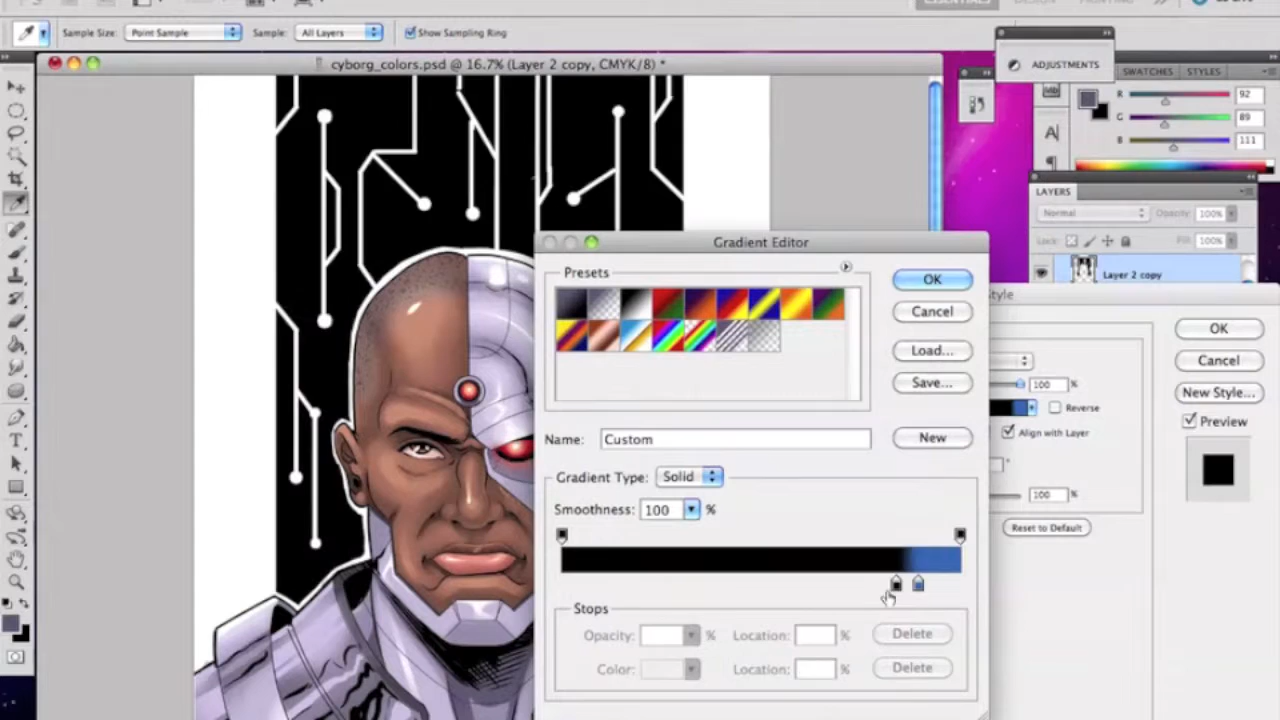 ESSENTIALS
DESIGN
PAINTING
Sample Size: Point Sample Sample: All Layers Show Sampling Ring
cyborg_colors.psd @ 16.7% (Layer 2 copy, CMYK/8) *
ADJUSTMENTS
SWATCHES STYLES
R 92
G 89
B 111
LAYERS
Normal Opacity: 100%
Lock: Fill: 100%
Layer 2 copy
Gradient Editor
Presets
OK
Cancel
Load...
Save...
Name: Custom New
Gradient Type: Solid
Smoothness: 100 %
Stops
Opacity: % Location: % Delete
Color: Location: % Delete
Style
OK
Cancel
New Style...
Preview
100 %
Reverse
Align with Layer
°
100 %
Reset to Default